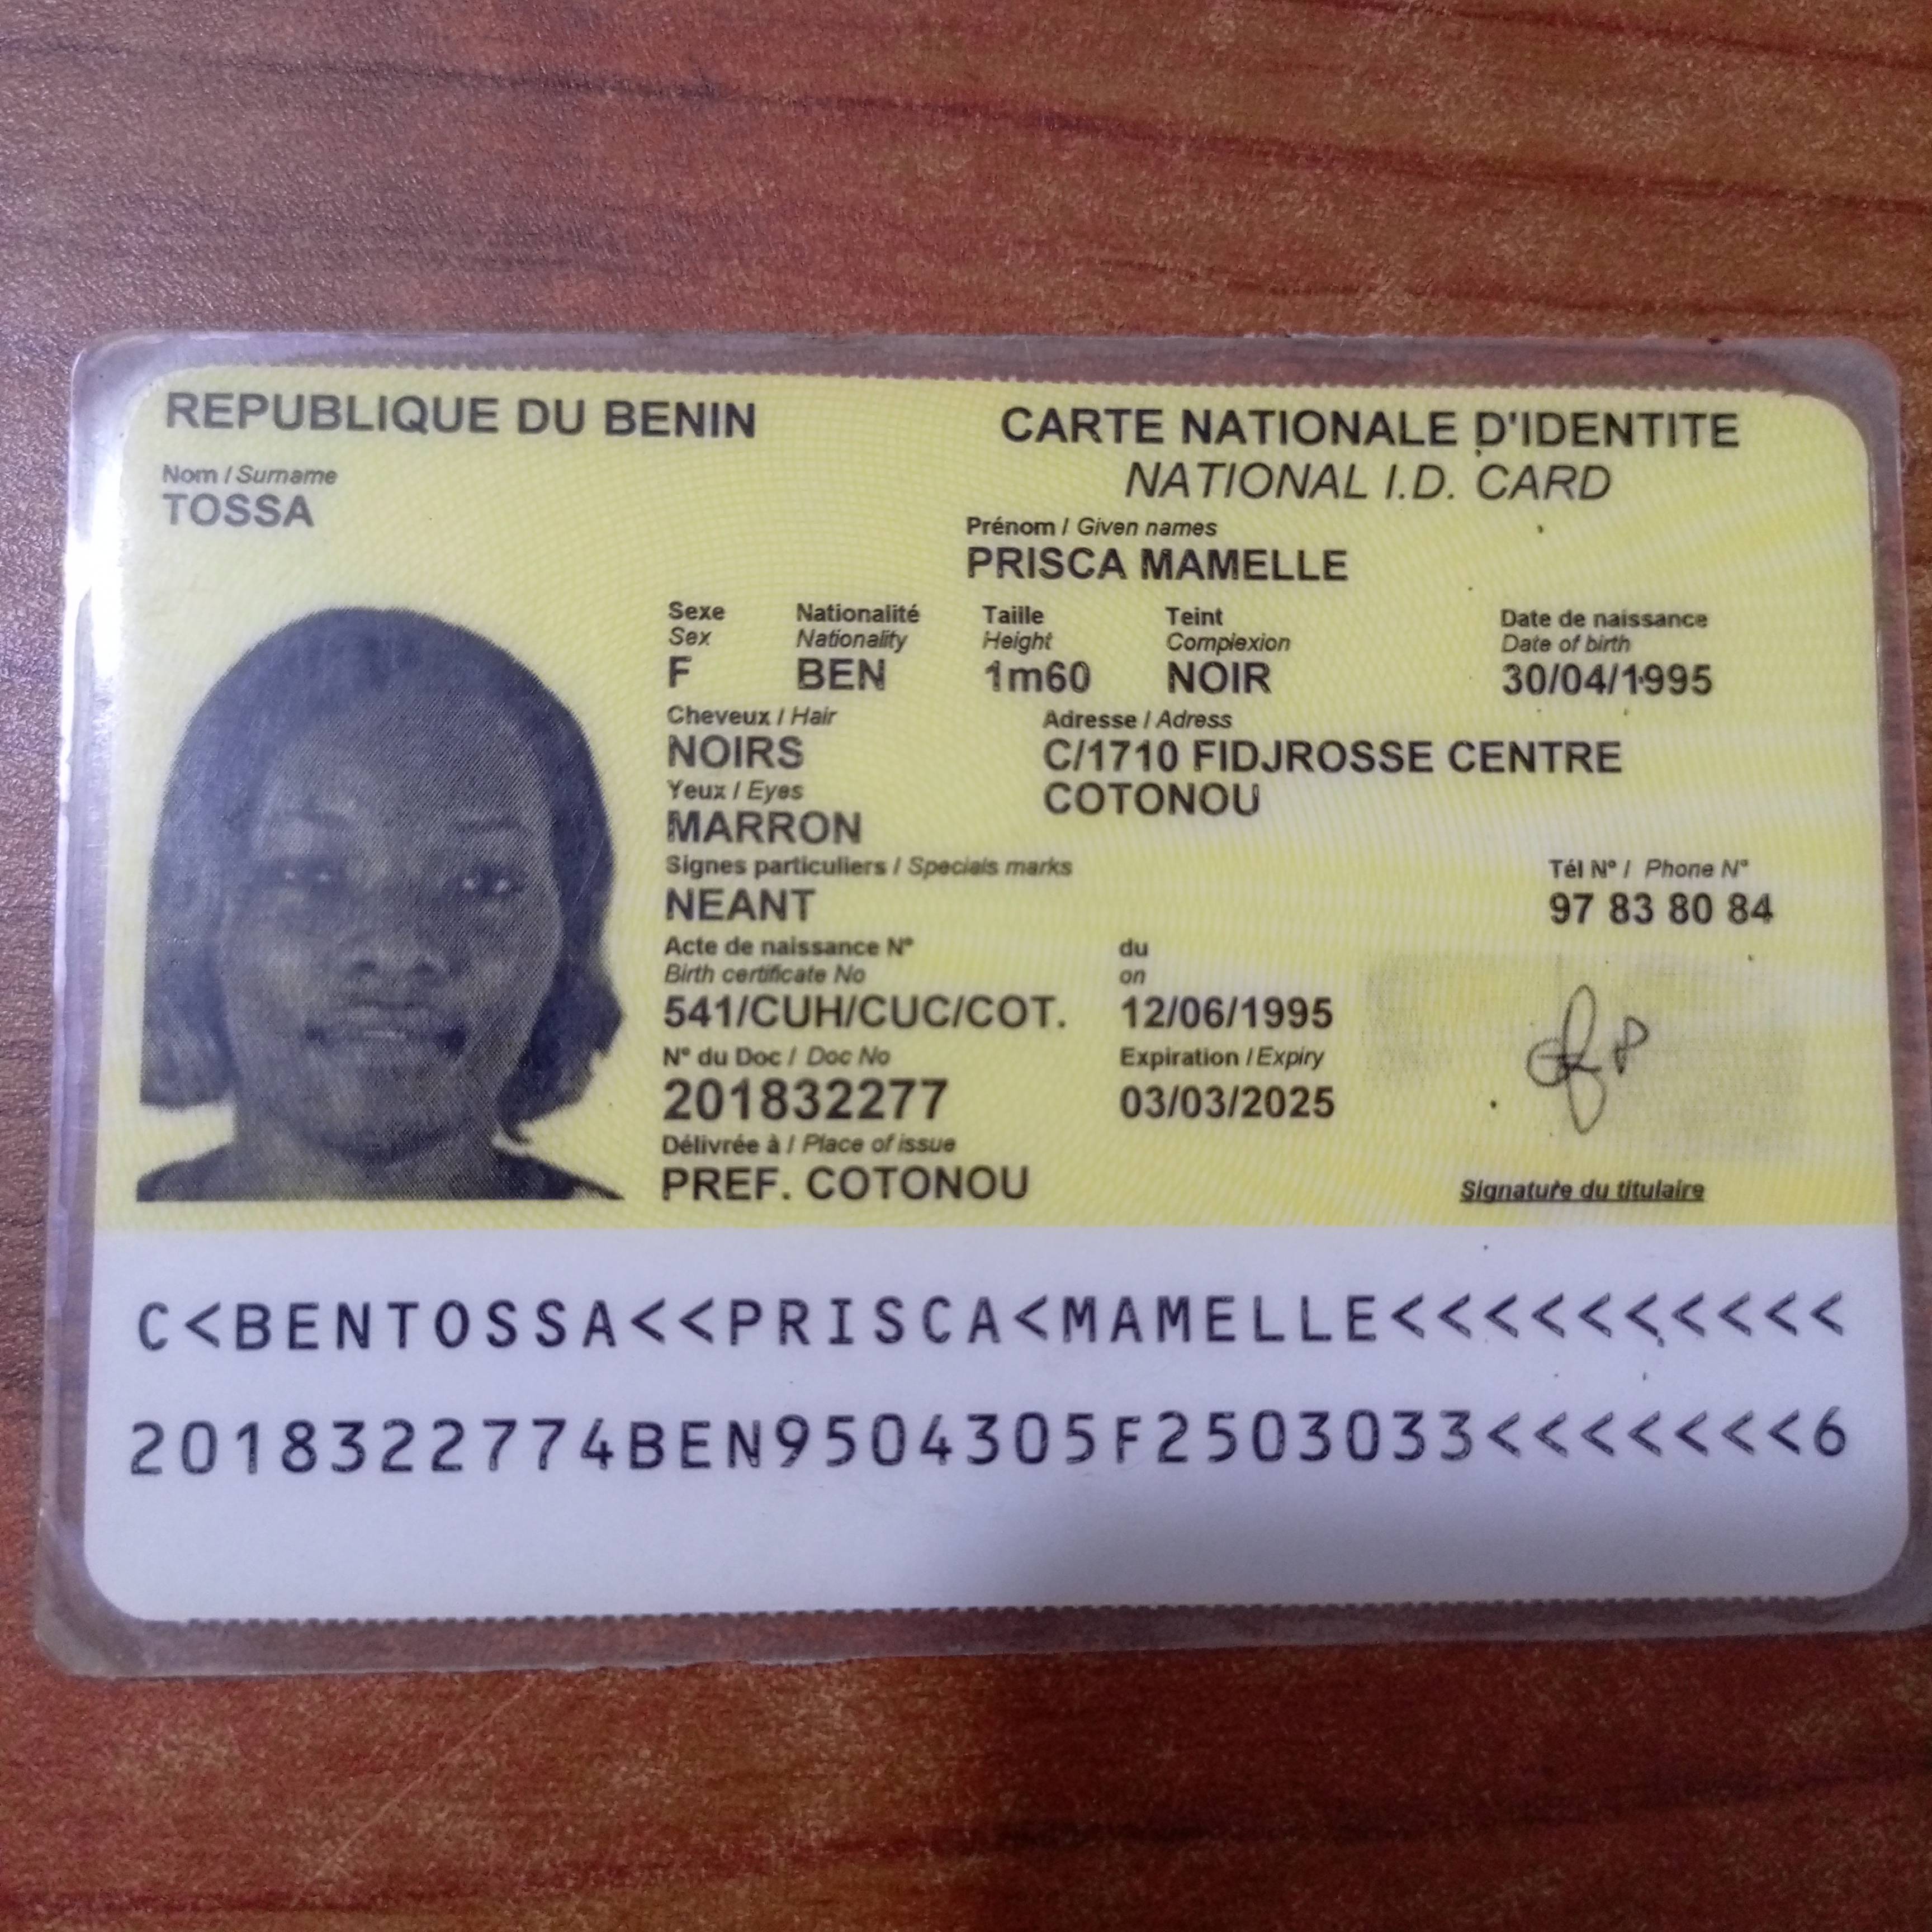 REPUBLIQUE DU BENIN
CARTE NATIONALE D'IDENTITE
NATIONAL I.D. CARD
Nom / Surname
TOSSA
Prénom / Given names
PRISCA MAMELLE
Sexe Nationalité Taille Teint Date de naissance
Sex Nationality Height Complexion Date of birth
F BEN 1m60 NOIR 30/04/1995
Cheveux / Hair
NOIRS
Adresse / Adress
C/1710 FIDJROSSE CENTRE
COTONOU
Yeux / Eyes
MARRON
Signes particuliers / Specials marks
NEANT
Tél N° / Phone N°
97 83 80 84
Acte de naissance N° du
Birth certificate No on
541/CUH/CUC/COT. 12/06/1995
N° du Doc / Doc No Expiration / Expiry
201832277 03/03/2025
Délivrée à / Place of issue
PREF. COTONOU
Signature du titulaire
C<BENTOSSA<<PRISCA<MAMELLE<<<<<<<<<<
2018322774BEN9504305F2503033<<<<<<<6